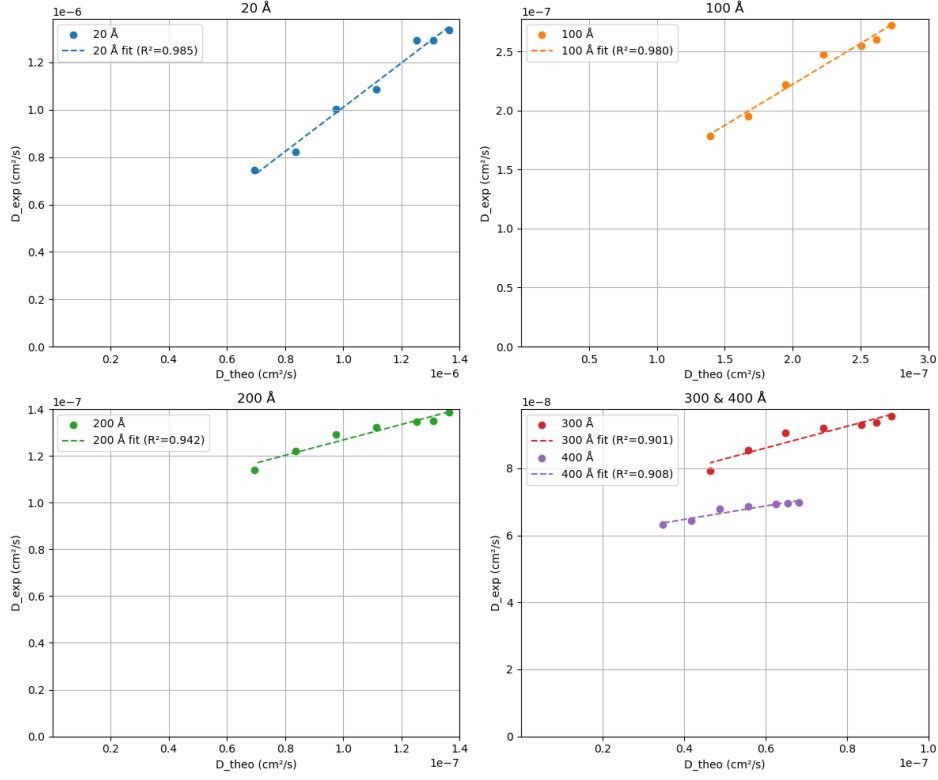 20 Å
1e−6
20 Å
20 Å fit (R²=0.985)
1.2
1.0
0.8
0.6
0.4
0.2
0.0
D_exp (cm²/s)
0.2 0.4 0.6 0.8 1.0 1.2 1.4
D_theo (cm²/s)
1e−6
100 Å
1e−7
100 Å
100 Å fit (R²=0.980)
2.5
2.0
1.5
1.0
0.5
0.0
D_exp (cm²/s)
0.5 1.0 1.5 2.0 2.5 3.0
D_theo (cm²/s)
1e−7
200 Å
1e−7
200 Å
200 Å fit (R²=0.942)
1.4
1.2
1.0
0.8
0.6
0.4
0.2
0.0
D_exp (cm²/s)
0.2 0.4 0.6 0.8 1.0 1.2 1.4
D_theo (cm²/s)
1e−7
300 & 400 Å
1e−8
300 Å
300 Å fit (R²=0.901)
400 Å
400 Å fit (R²=0.908)
8
6
4
2
0
D_exp (cm²/s)
0.2 0.4 0.6 0.8 1.0
D_theo (cm²/s)
1e−7